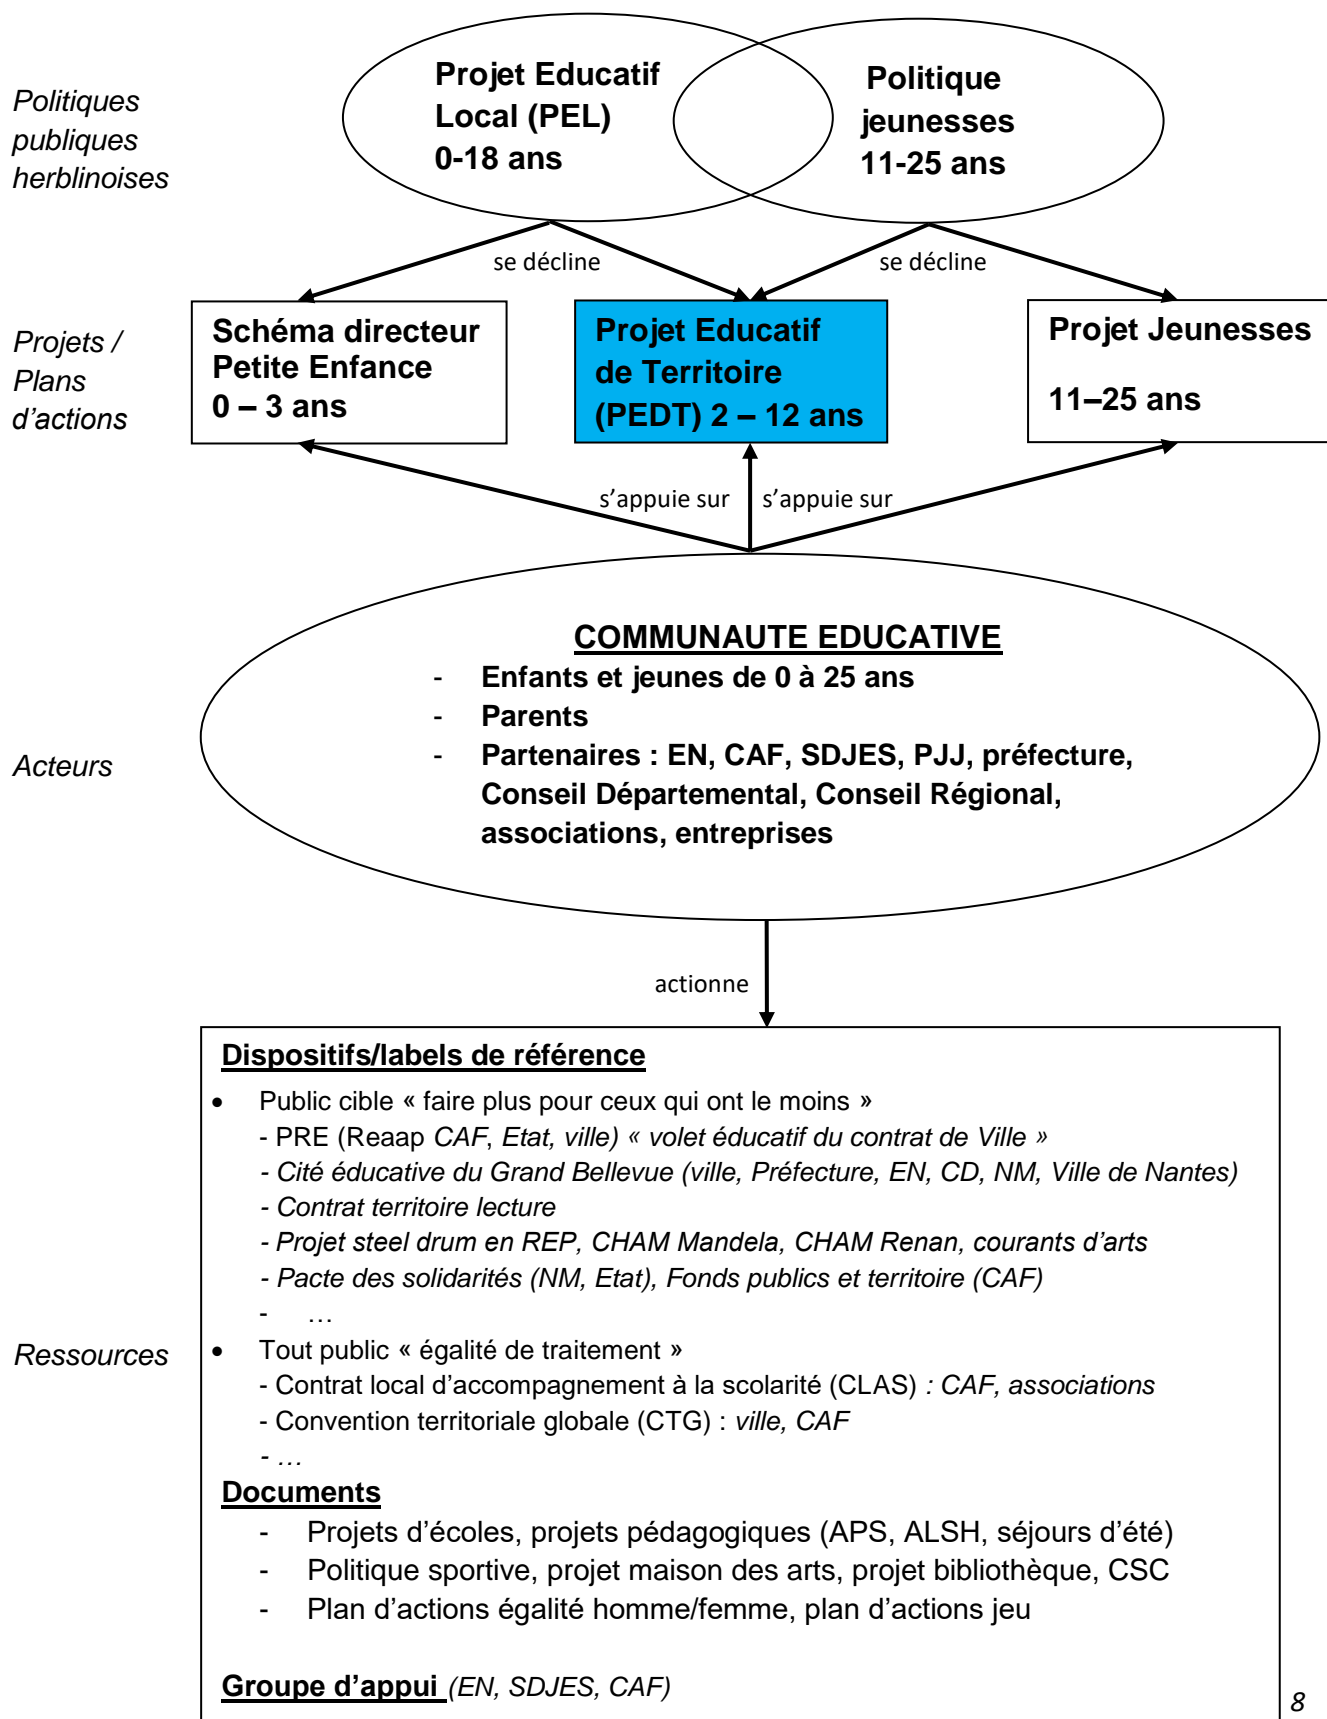 Politiques
publiques
herblinoises
Projet Educatif
Local (PEL)
0-18 ans
Politique
jeunesses
11-25 ans
se décline
se décline
Projets /
Plans
d’actions
Schéma directeur
Petite Enfance
0 – 3 ans
Projet Educatif
de Territoire
(PEDT) 2 – 12 ans
Projet Jeunesses
11–25 ans
s’appuie sur
s’appuie sur
Acteurs
COMMUNAUTE EDUCATIVE
- Enfants et jeunes de 0 à 25 ans
- Parents
- Partenaires : EN, CAF, SDJES, PJJ, préfecture,
Conseil Départemental, Conseil Régional,
associations, entreprises
actionne
Ressources
Dispositifs/labels de référence
• Public cible « faire plus pour ceux qui ont le moins »
- PRE (Reaap CAF, Etat, ville) « volet éducatif du contrat de Ville »
- Cité éducative du Grand Bellevue (ville, Préfecture, EN, CD, NM, Ville de Nantes)
- Contrat territoire lecture
- Projet steel drum en REP, CHAM Mandela, CHAM Renan, courants d’arts
- Pacte des solidarités (NM, Etat), Fonds publics et territoire (CAF)
- …
• Tout public « égalité de traitement »
- Contrat local d’accompagnement à la scolarité (CLAS) : CAF, associations
- Convention territoriale globale (CTG) : ville, CAF
- …
Documents
- Projets d’écoles, projets pédagogiques (APS, ALSH, séjours d’été)
- Politique sportive, projet maison des arts, projet bibliothèque, CSC
- Plan d’actions égalité homme/femme, plan d’actions jeu
Groupe d’appui (EN, SDJES, CAF)
8